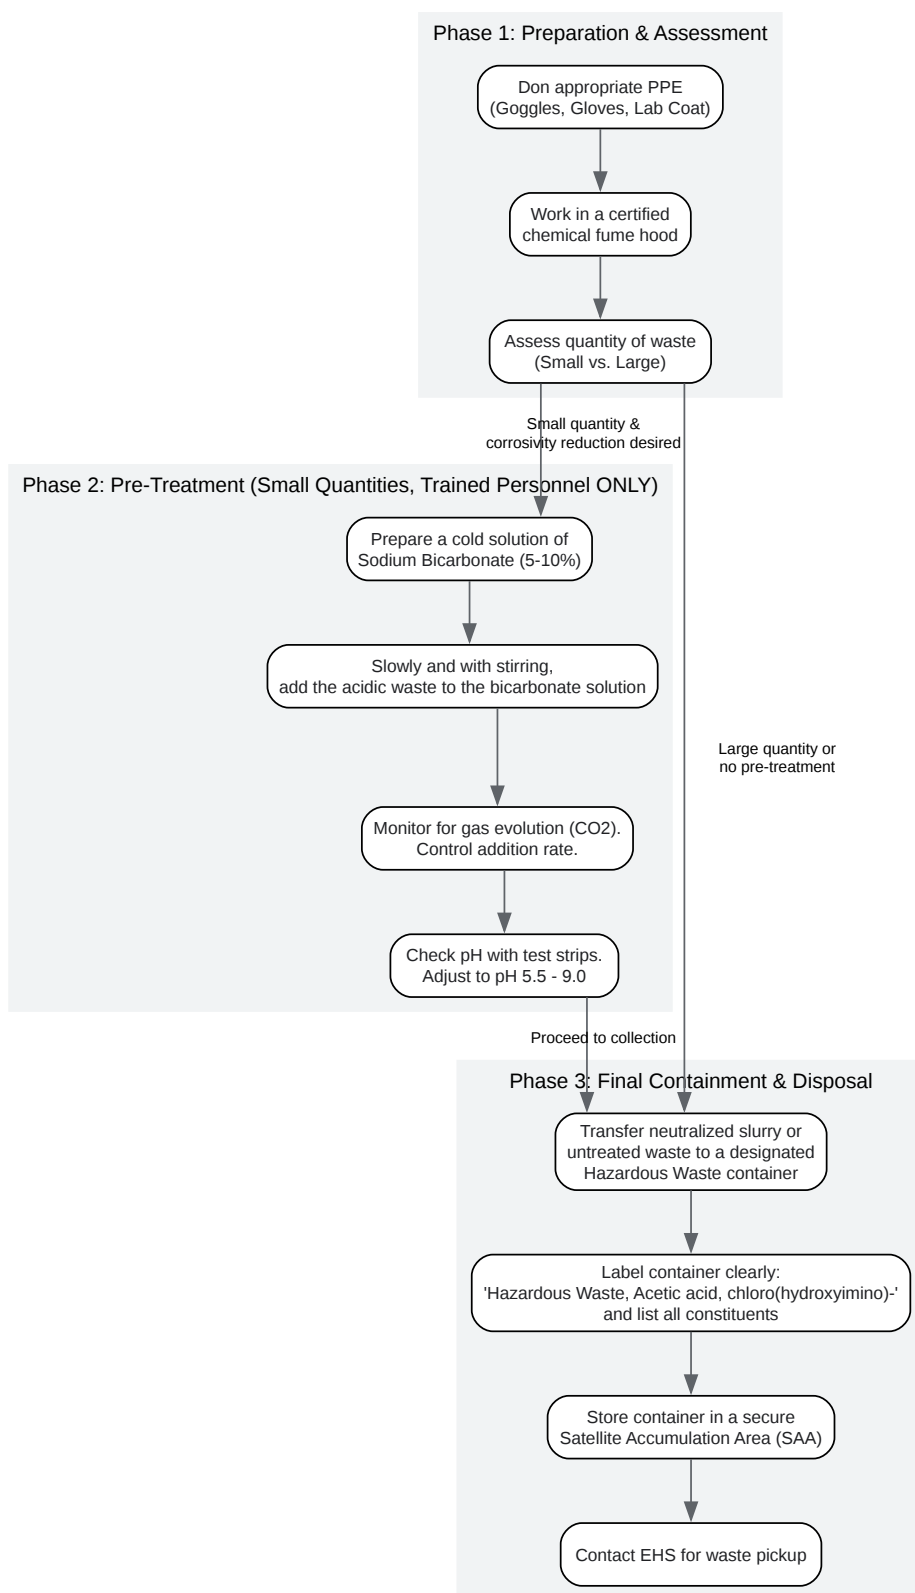 Phase 1: Preparation & Assessment
Don appropriate PPE
(Goggles, Gloves, Lab Coat)
Work in a certified
chemical fume hood
Assess quantity of waste
(Small vs. Large)
Small quantity &
corrosivity reduction desired
Phase 2: Pre-Treatment (Small Quantities, Trained Personnel ONLY)
Prepare a cold solution of
Sodium Bicarbonate (5-10%)
Slowly and with stirring,
add the acidic waste to the bicarbonate solution
Large quantity or
no pre-treatment
Monitor for gas evolution (CO2).
Control addition rate.
Check pH with test strips.
Adjust to pH 5.5 - 9.0
Proceed to collection
Phase 3: Final Containment & Disposal
Transfer neutralized slurry or
untreated waste to a designated
Hazardous Waste container
Label container clearly:
'Hazardous Waste, Acetic acid, chloro(hydroxyimino)-'
and list all constituents
Store container in a secure
Satellite Accumulation Area (SAA)
Contact EHS for waste pickup